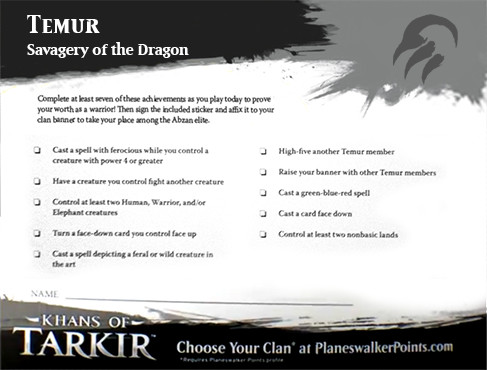 TEMUR
Savagery of the Dragon
Complete at least seven of these achievements as you play today to prove
your worth as a warrior! Then sign the included sticker and affix it to your
clan banner to take your place among the Abzan elite.
Cast a spell with ferocious while you control a
creature with power 4 or greater
Have a creature you control fight another creature
Control at least two Human, Warrior, and/or
Elephant creatures
Turn a face-down card you control face up
Cast a spell depicting a feral or wild creature in
the art
High-five another Temur member
Raise your banner with other Temur members
Cast a green-blue-red spell
Cast a card face down
Control at least two nonbasic lands
NAME
KHANS OF
TARKIR™
Choose Your Clan* at PlaneswalkerPoints.com
*Requires Planeswalker Points profile